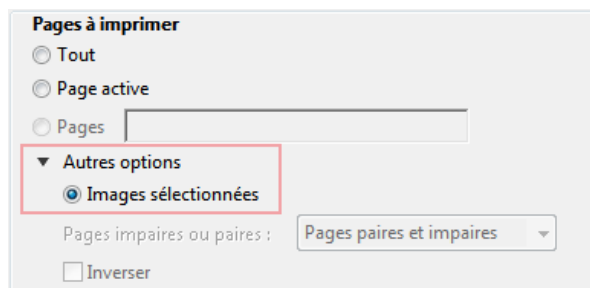 Pages à imprimer
Tout
Page active
Pages
Autres options
Images sélectionnées
Pages impaires ou paires : Pages paires et impaires
Inverser